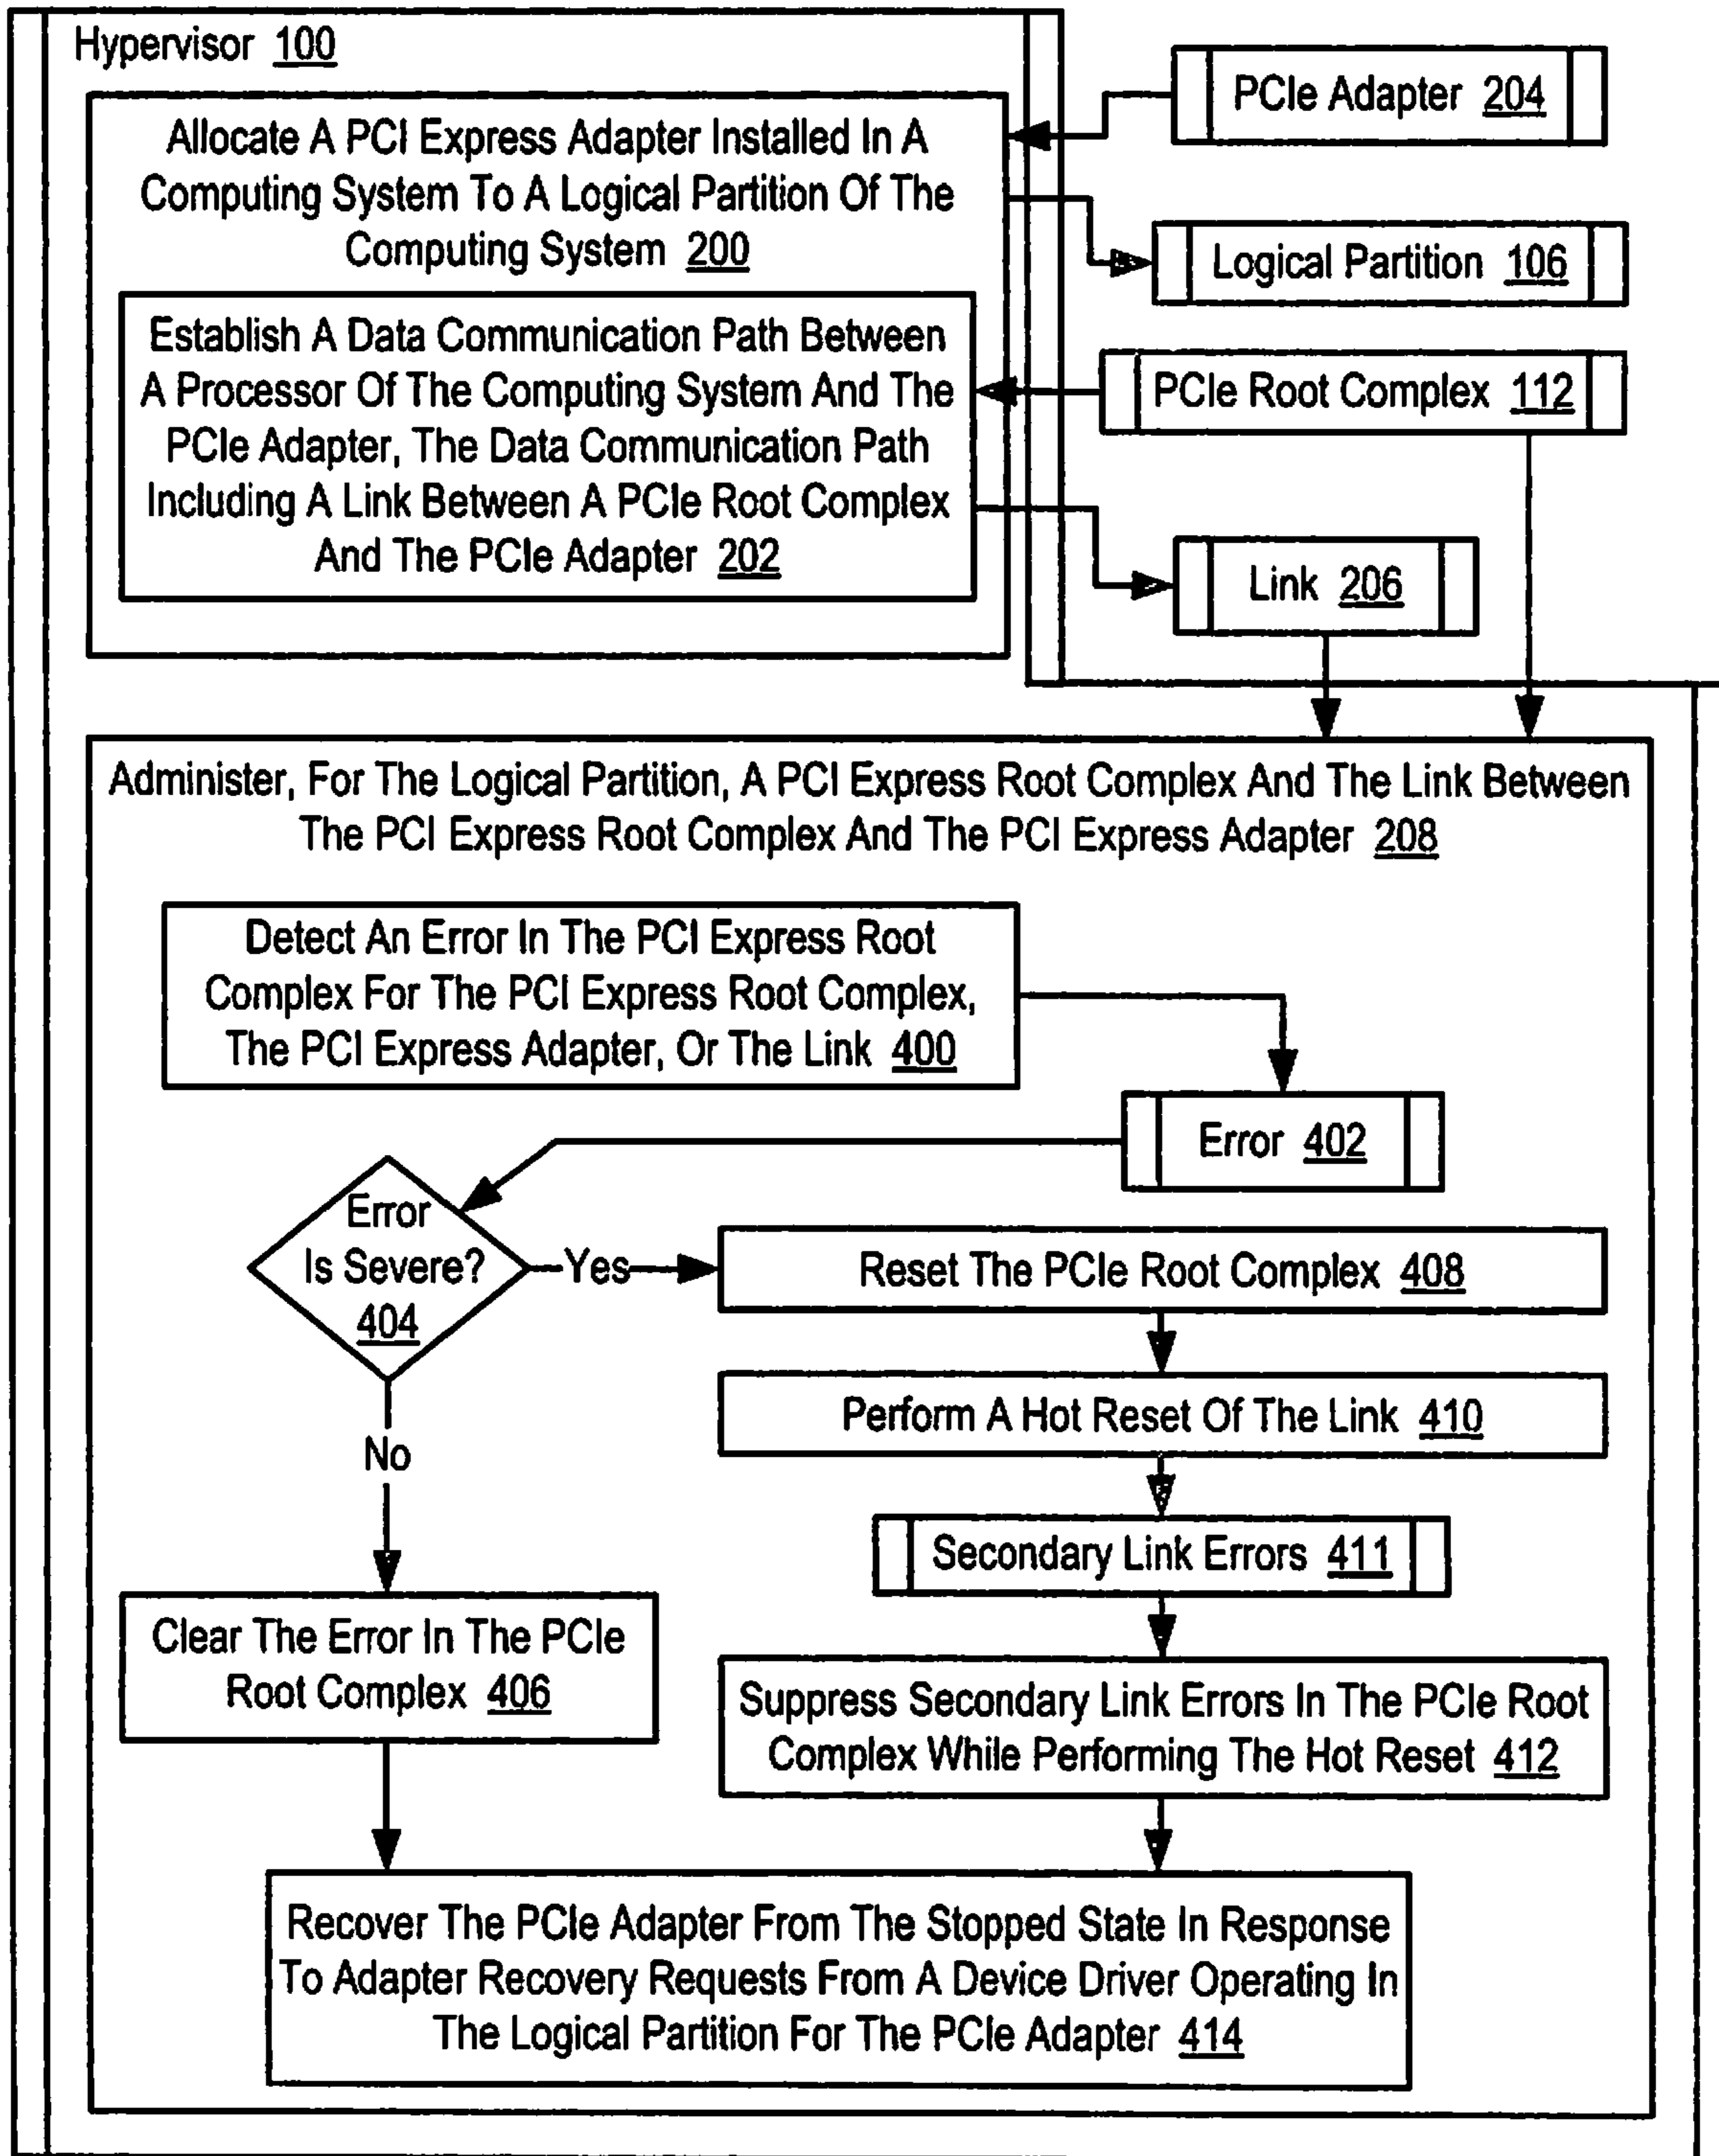 Hypervisor 100
PCIe Adapter 204
Allocate A PCI Express Adapter Installed In A
Computing System To A Logical Partition Of The
Computing System 200
Logical Partition 106
Establish A Data Communication Path Between
A Processor Of The Computing System And The
PCIe Adapter, The Data Communication Path
Including A Link Between A PCIe Root Complex
And The PCIe Adapter 202
PCIe Root Complex 112
Link 206
Administer, For The Logical Partition, A PCI Express Root Complex And The Link Between
The PCI Express Root Complex And The PCI Express Adapter 208
Detect An Error In The PCI Express Root
Complex For The PCI Express Root Complex,
The PCI Express Adapter, Or The Link 400
Error 402
Error
Is Severe?
404
Yes
Reset The PCIe Root Complex 408
Perform A Hot Reset Of The Link 410
No
Secondary Link Errors 411
Clear The Error In The PCIe
Root Complex 406
Suppress Secondary Link Errors In The PCIe Root
Complex While Performing The Hot Reset 412
Recover The PCIe Adapter From The Stopped State In Response
To Adapter Recovery Requests From A Device Driver Operating In
The Logical Partition For The PCIe Adapter 414